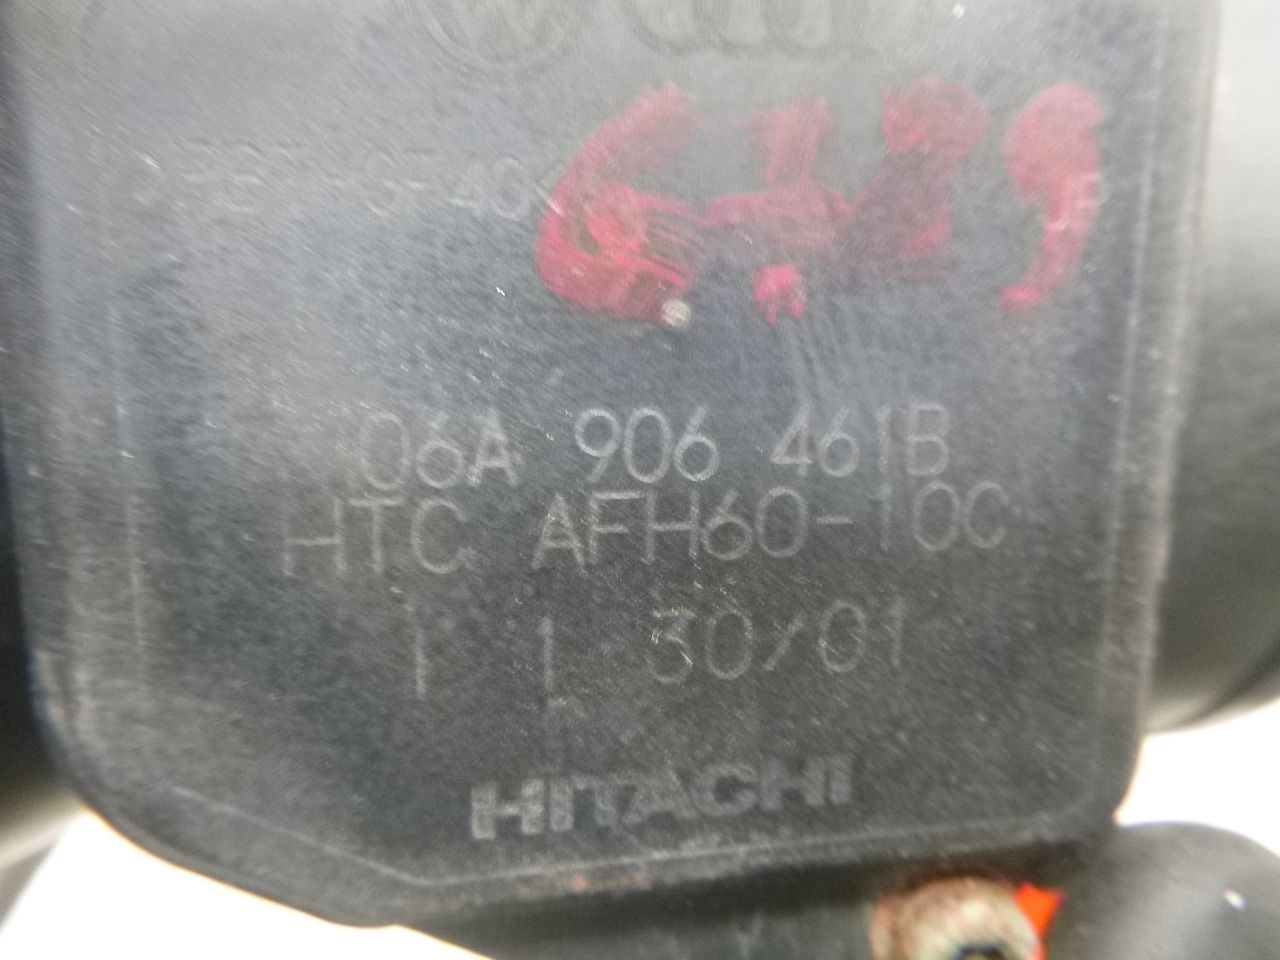 06A 906 461B
HTC AFH60-10C
1 1 30/01
HITACHI